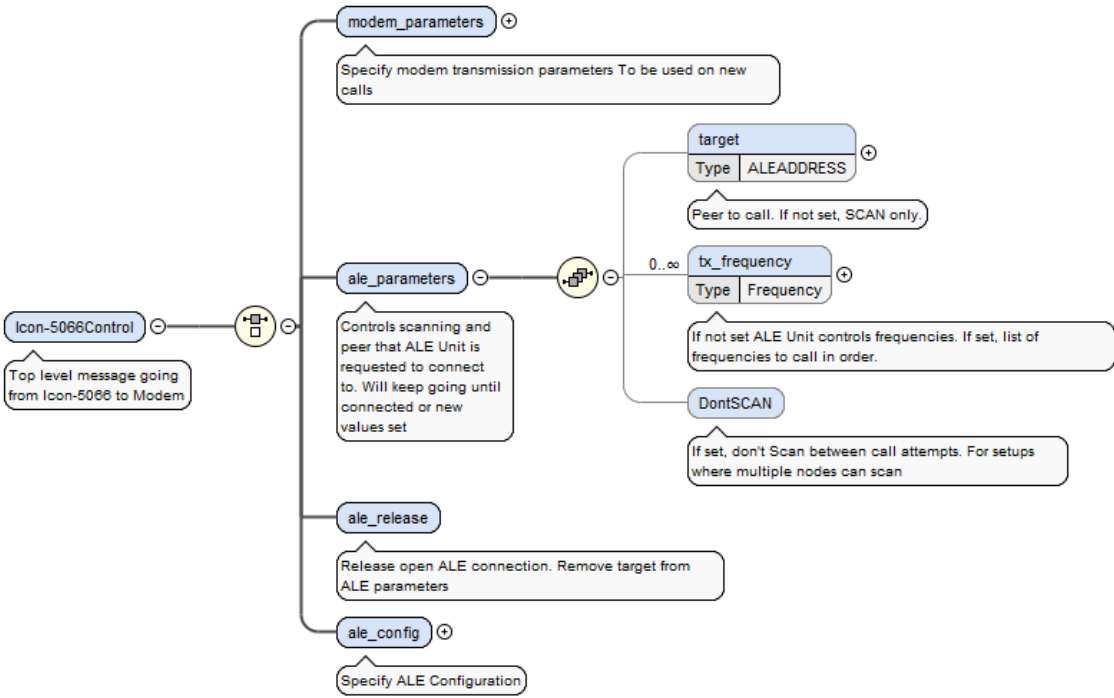 modem_parameters
Specify modem transmission parameters To be used on new
calls
target
Type ALEADDRESS
Peer to call. If not set, SCAN only.
0..∞
tx_frequency
Type Frequency
If not set ALE Unit controls frequencies. If set, list of
frequencies to call in order.
ale_parameters
Controls scanning and
peer that ALE Unit is
requested to connect
to. Will keep going until
connected or new
values set
Icon-5066Control
Top level message going
from Icon-5066 to Modem
DontSCAN
If set, don't Scan between call attempts. For setups
where multiple nodes can scan
ale_release
Release open ALE connection. Remove target from
ALE parameters
ale_config
Specify ALE Configuration